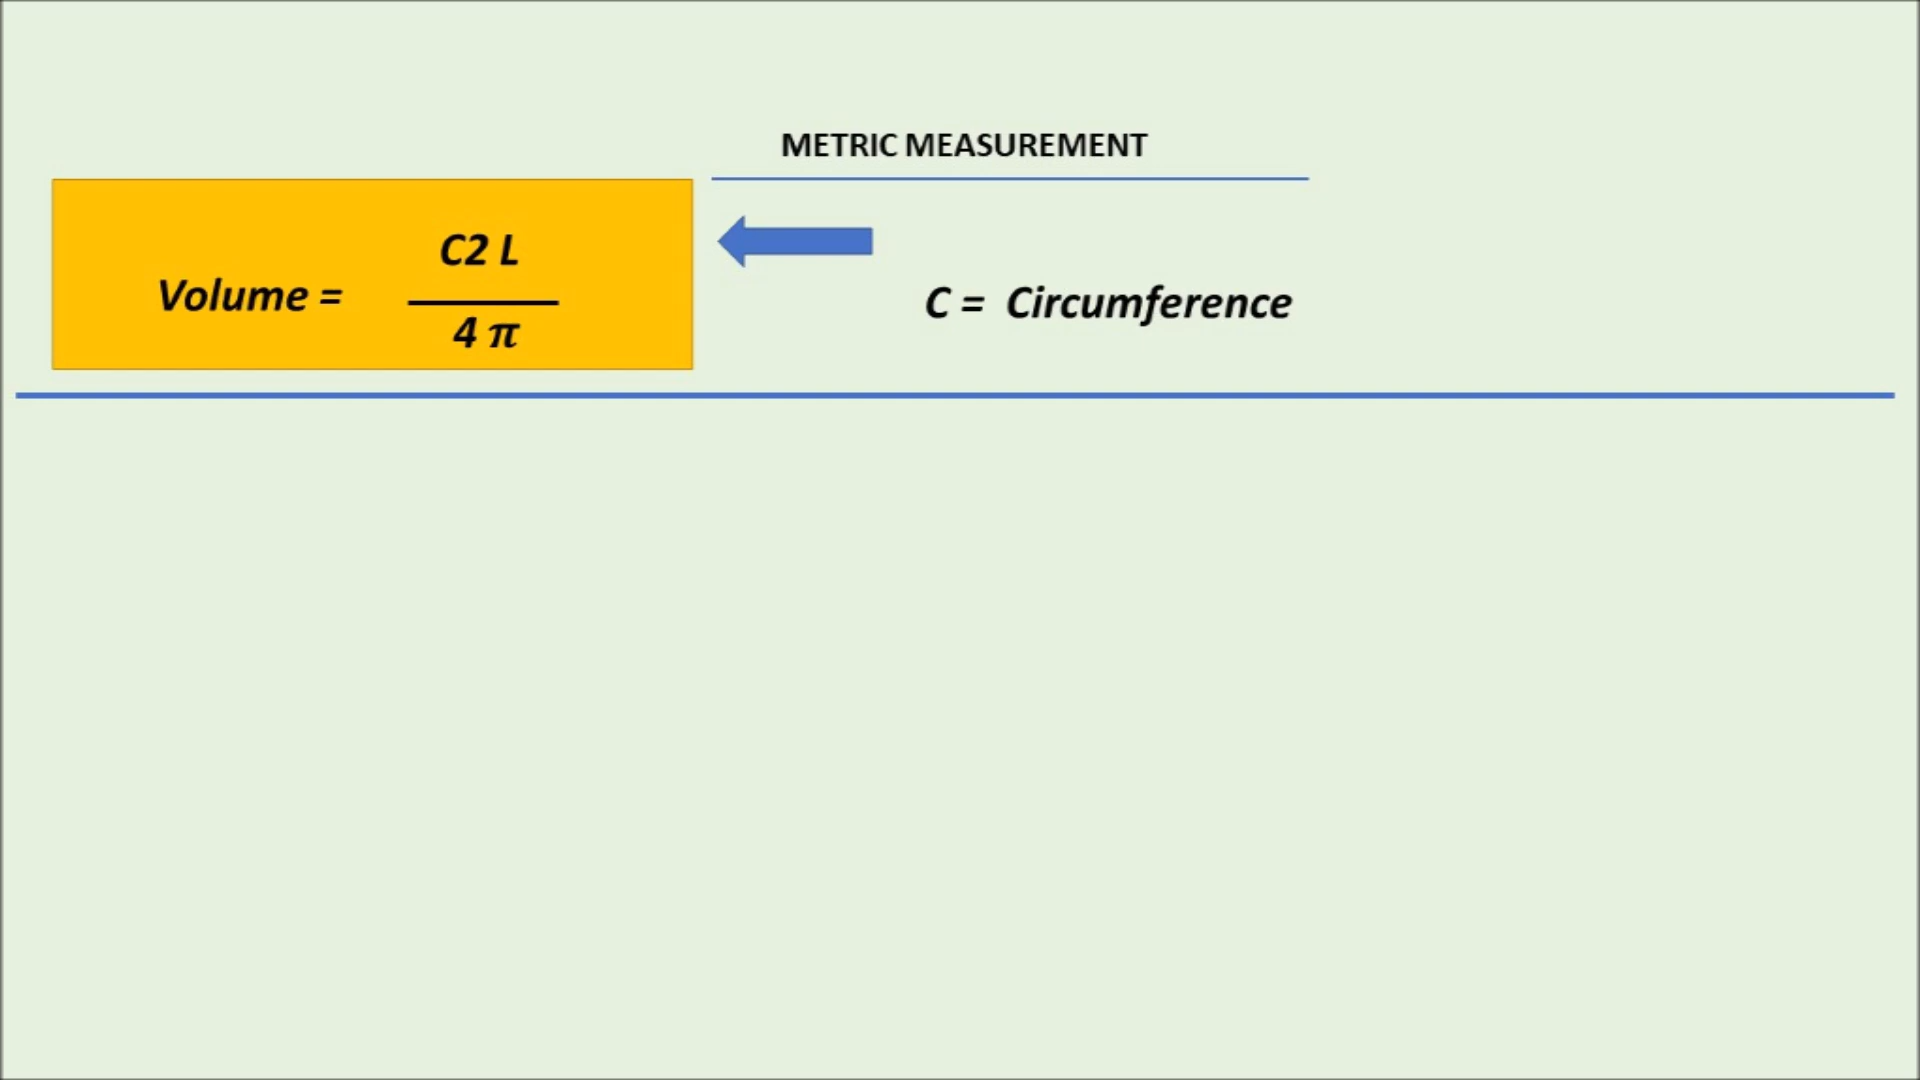 METRIC MEASUREMENT
C2 L
Volume =
4 π
C = Circumference